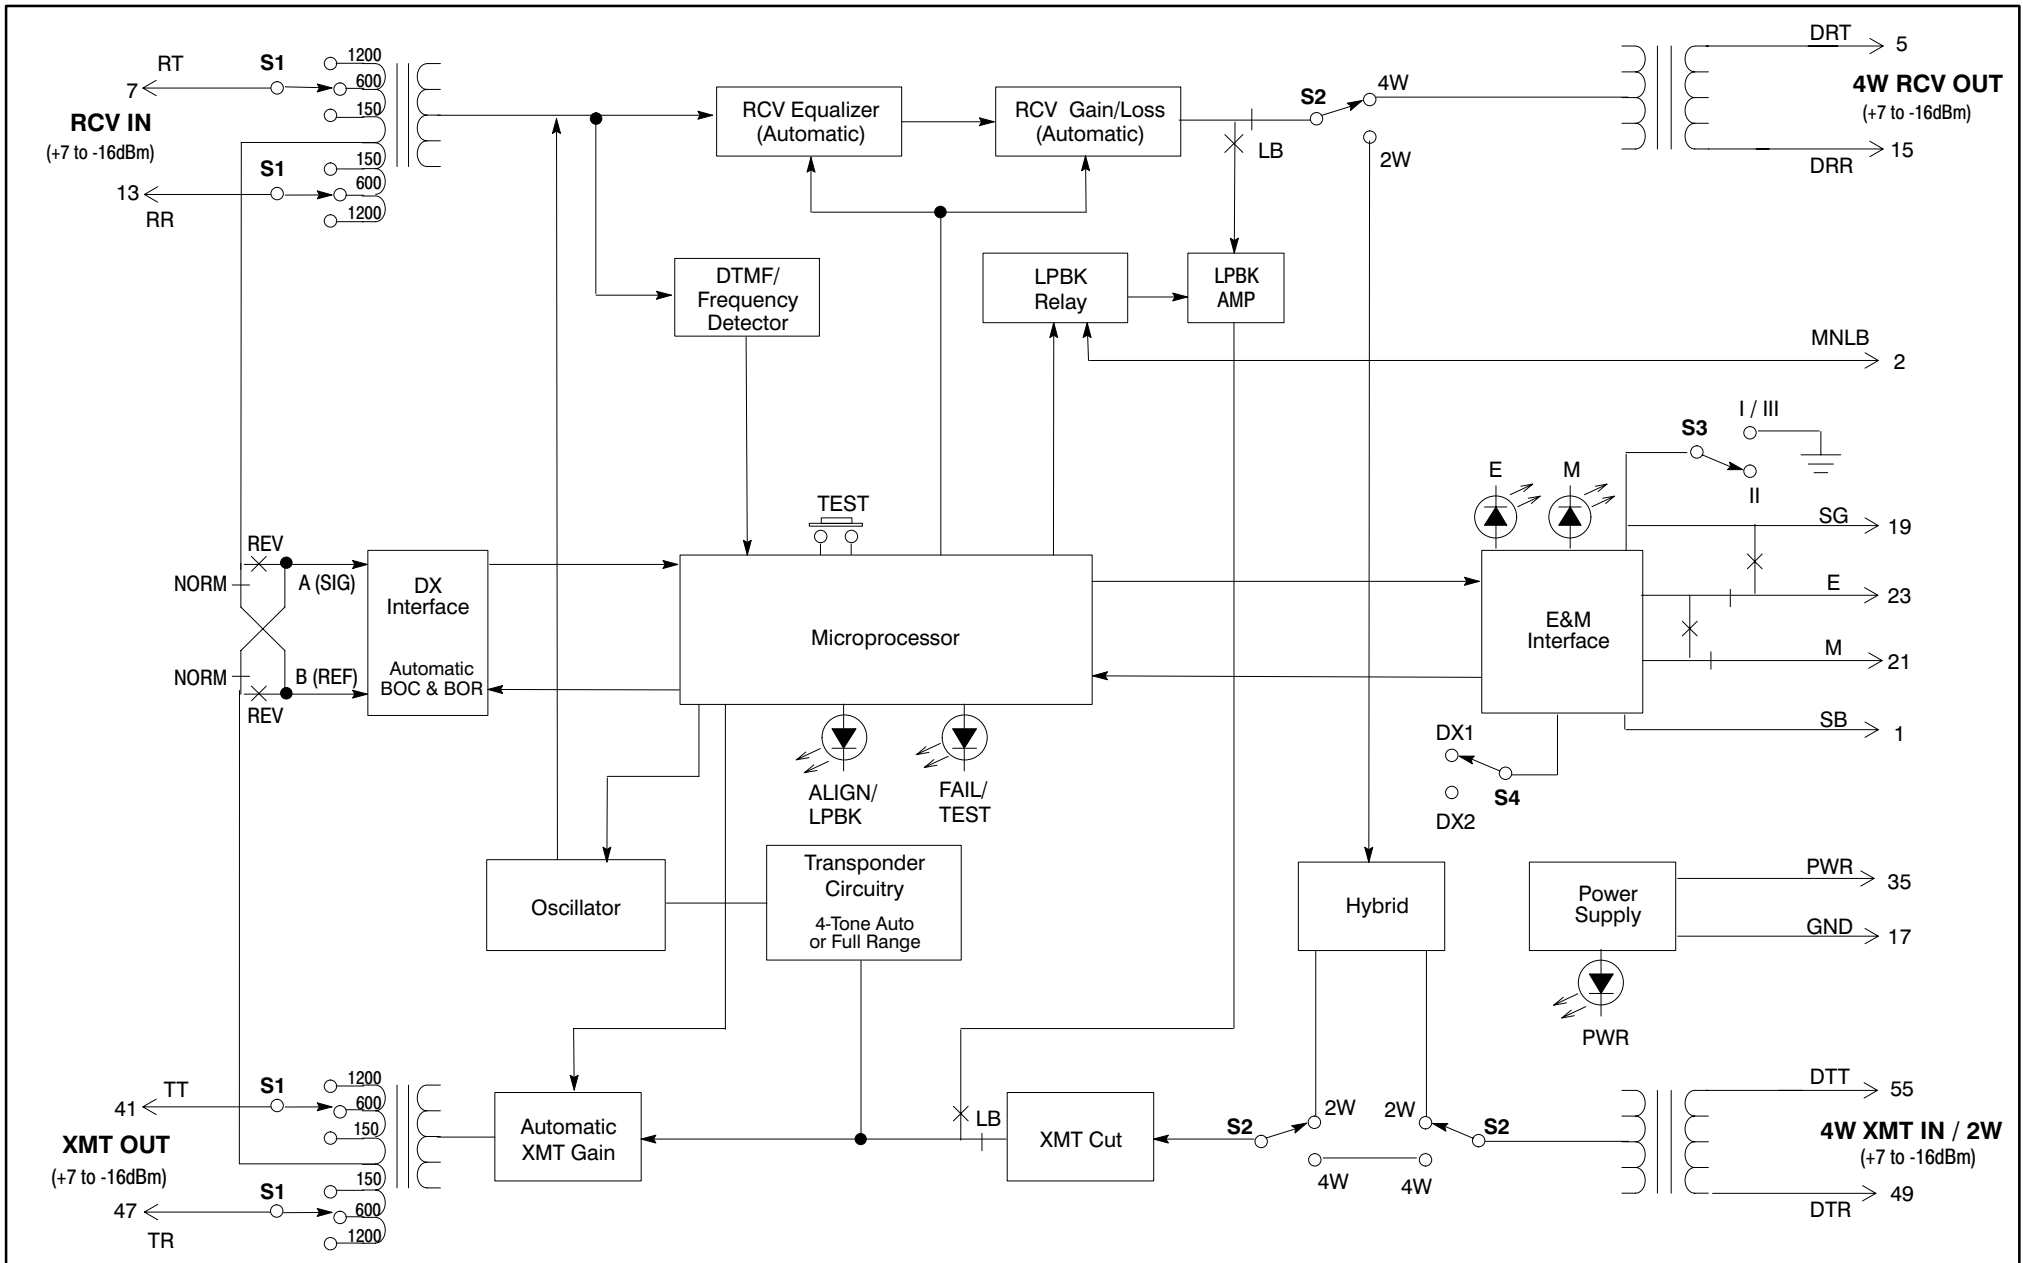 RT
7
S1
1200
600
150
RCV IN
(+7 to -16dBm)
S1
150
600
1200
13
RR
RCV Equalizer
(Automatic)
RCV Gain/Loss
(Automatic)
LB
S2
4W
2W
DRT
5
4W RCV OUT
(+7 to -16dBm)
15
DRR
DTMF/
Frequency
Detector
LPBK
Relay
LPBK
AMP
MNLB
2
I / III
S3
II
E
M
SG
19
E
23
M
21
SB
1
E&M
Interface
DX1
S4
DX2
TEST
Microprocessor
REV
NORM
A (SIG)
NORM
B (REF)
REV
DX
Interface
Automatic
BOC & BOR
ALIGN/
LPBK
FAIL/
TEST
Oscillator
Transponder
Circuitry
4-Tone Auto
or Full Range
Hybrid
Power
Supply
PWR
35
GND
17
PWR
TT
41
S1
1200
600
150
XMT OUT
(+7 to -16dBm)
S1
150
600
1200
47
TR
Automatic
XMT Gain
LB
XMT Cut
S2
2W
2W
S2
4W
4W
DTT
55
4W XMT IN / 2W
(+7 to -16dBm)
49
DTR